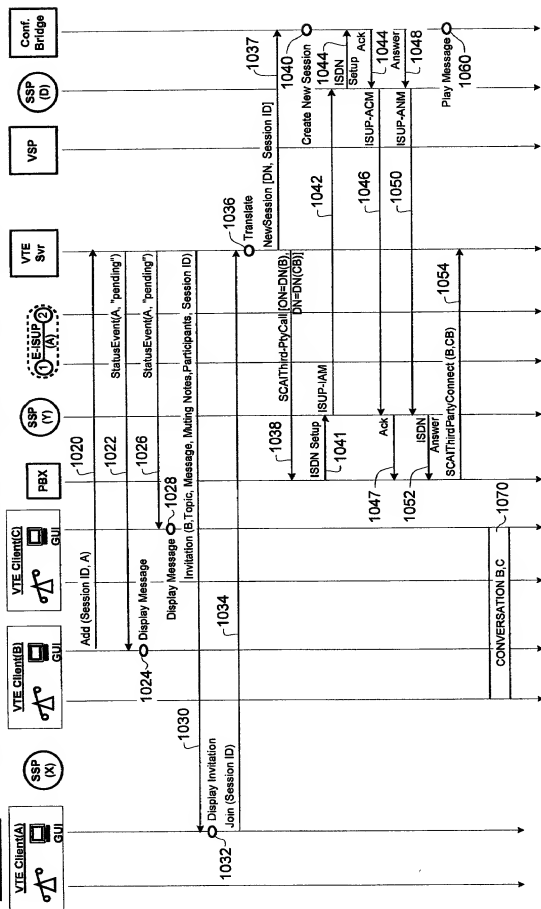 VTE Client(A)
GUI
SSP
(X)
VTE Client(B)
GUI
VTE Client(C)
GUI
PBX
SSP
(Y)
1 E-ISUP 2
(A)
VTE
Svr
VSP
SSP
(D)
Conf.
Bridge
Add (Session ID, A)
1020
StatusEvent(A, "pending")
1022
Display Message
1024
StatusEvent(A, "pending")
1026
Display Message
1028
Invitation (B,Topic, Message, Muting Notes,Participants, Session ID)
1030
Display Invitation
1032
Join (Session ID)
1034
Translate
1036
NewSession [DN, Session ID]
1037
SCAIThird-PtyCall [ON=DN(B),
DN=DN(CB)]
1038
Create New Session
1040
ISDN Setup
1041
ISUP-IAM
1042
ISDN
Setup
1044
Ack
1044
ISUP-ACM
1046
Ack
1047
Answer
1048
ISUP-ANM
1050
ISDN
Answer
1052
SCAIThirdPartyConnect (B,CB)
1054
Play Message
1060
CONVERSATION B,C
1070